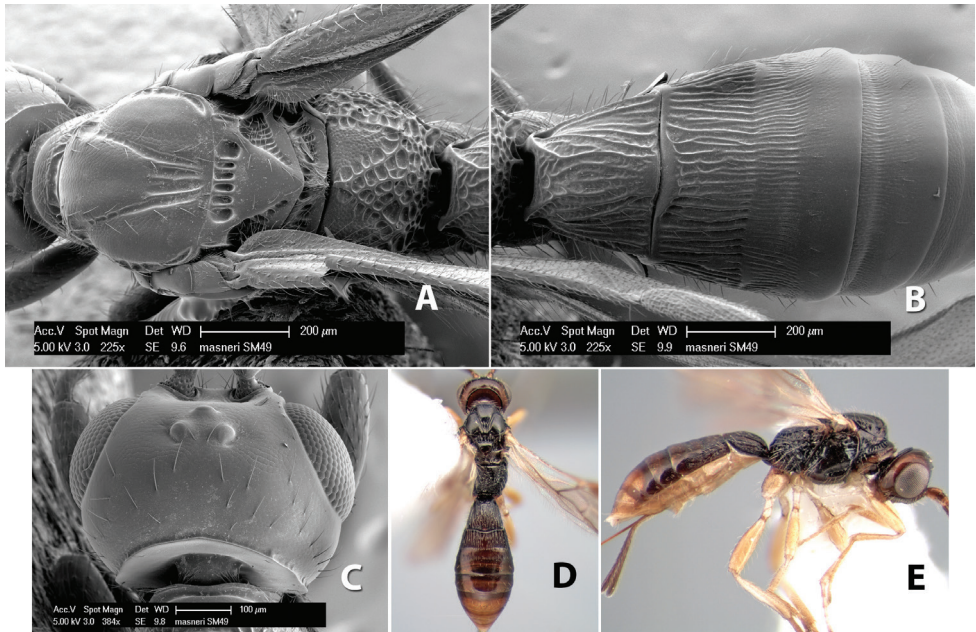 A
Acc.V Spot Magn Det WD 200 µm
5.00 kV 3.0 225x SE 9.6 masneri SM49
B
Acc.V Spot Magn Det WD 200 µm
5.00 kV 3.0 225x SE 9.9 masneri SM49
C
Acc.V Spot Magn Det WD 100 µm
5.00 kV 3.0 384x SE 9.8 masneri SM49
D
E